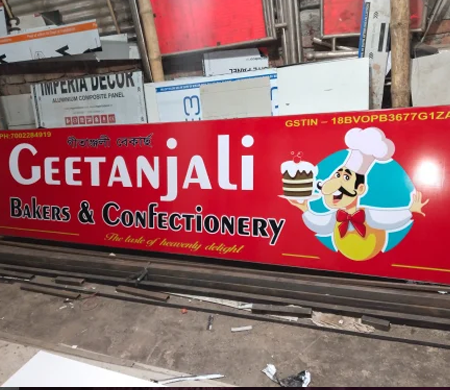 IMPERIA DECOR
ALUMINIUM COMPOSITE PANEL
PH:7002284919
GSTIN – 18BVOPB3677G1ZA
গীতাঞ্জলী বেকাৰ্ছ
GEETANJALI
BAKERS & CONFECTIONERY
The taste of heavenly delight